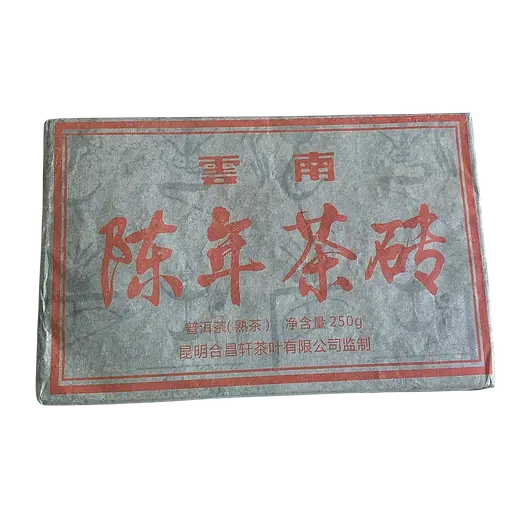 雲南
陈年茶砖
普洱茶(熟茶) 净含量250g
昆明合昌轩茶叶有限公司监制